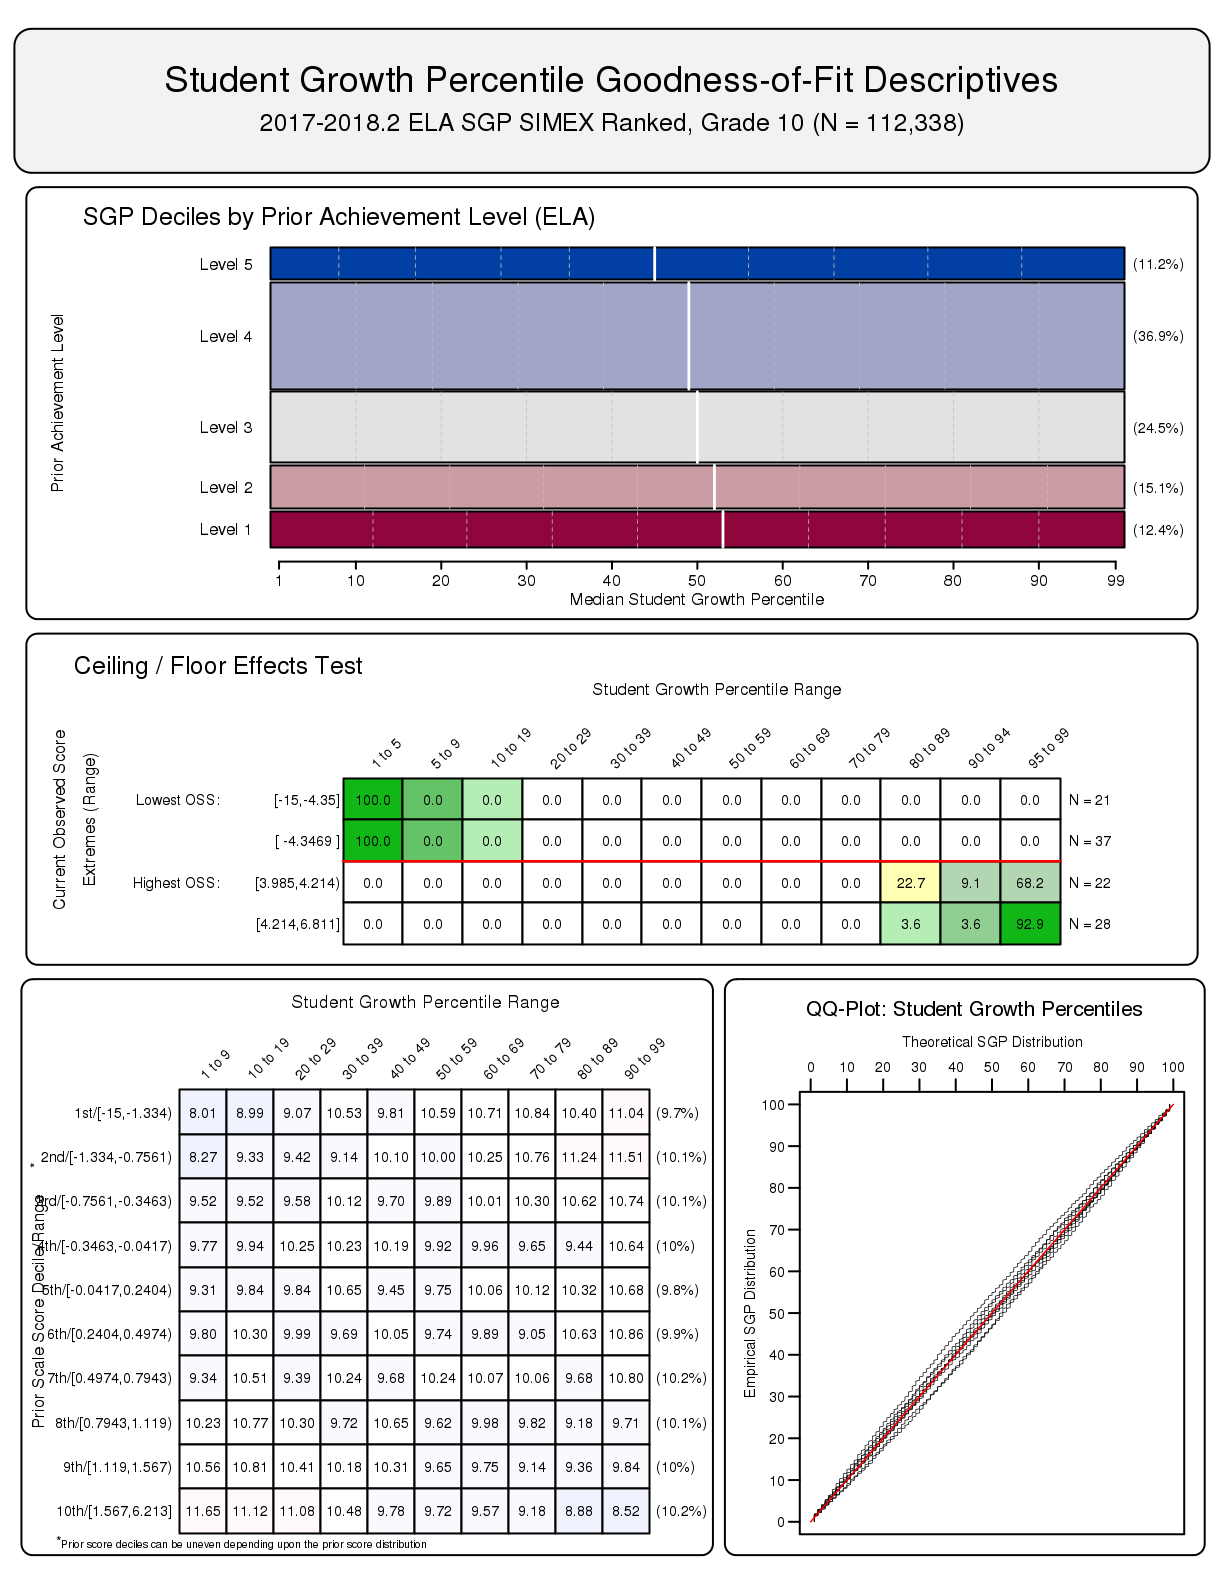 Student Growth Percentile Goodness-of-Fit Descriptives
2017-2018.2 ELA SGP SIMEX Ranked, Grade 10 (N = 112,338)
SGP Deciles by Prior Achievement Level (ELA)
Prior Achievement Level
Level 5 (11.2%)
Level 4 (36.9%)
Level 3 (24.5%)
Level 2 (15.1%)
Level 1 (12.4%)
1 10 20 30 40 50 60 70 80 90 99
Median Student Growth Percentile
Ceiling / Floor Effects Test
Student Growth Percentile Range
Current Observed Score
Extremes (Range)
1 to 5 5 to 9 10 to 19 20 to 29 30 to 39 40 to 49 50 to 59 60 to 69 70 to 79 80 to 89 90 to 94 95 to 99
Lowest OSS: [-15,-4.35] 100.0 0.0 0.0 0.0 0.0 0.0 0.0 0.0 0.0 0.0 0.0 0.0 N = 21
[ -4.3469 ] 100.0 0.0 0.0 0.0 0.0 0.0 0.0 0.0 0.0 0.0 0.0 0.0 N = 37
Highest OSS: [3.985,4.214) 0.0 0.0 0.0 0.0 0.0 0.0 0.0 0.0 0.0 22.7 9.1 68.2 N = 22
[4.214,6.811] 0.0 0.0 0.0 0.0 0.0 0.0 0.0 0.0 0.0 3.6 3.6 92.9 N = 28
Student Growth Percentile Range
Prior Scale Score Decile/Range *
1 to 9 10 to 19 20 to 29 30 to 39 40 to 49 50 to 59 60 to 69 70 to 79 80 to 89 90 to 99
1st/[-15,-1.334) 8.01 8.99 9.07 10.53 9.81 10.59 10.71 10.84 10.40 11.04 (9.7%)
2nd/[-1.334,-0.7561) 8.27 9.33 9.42 9.14 10.10 10.00 10.25 10.76 11.24 11.51 (10.1%)
3rd/[-0.7561,-0.3463) 9.52 9.52 9.58 10.12 9.70 9.89 10.01 10.30 10.62 10.74 (10.1%)
4th/[-0.3463,-0.0417) 9.77 9.94 10.25 10.23 10.19 9.92 9.96 9.65 9.44 10.64 (10%)
5th/[-0.0417,0.2404) 9.31 9.84 9.84 10.65 9.45 9.75 10.06 10.12 10.32 10.68 (9.8%)
6th/[0.2404,0.4974) 9.80 10.30 9.99 9.69 10.05 9.74 9.89 9.05 10.63 10.86 (9.9%)
7th/[0.4974,0.7943) 9.34 10.51 9.39 10.24 9.68 10.24 10.07 10.06 9.68 10.80 (10.2%)
8th/[0.7943,1.119) 10.23 10.77 10.30 9.72 10.65 9.62 9.98 9.82 9.18 9.71 (10.1%)
9th/[1.119,1.567) 10.56 10.81 10.41 10.18 10.31 9.65 9.75 9.14 9.36 9.84 (10%)
10th/[1.567,6.213] 11.65 11.12 11.08 10.48 9.78 9.72 9.57 9.18 8.88 8.52 (10.2%)
*Prior score deciles can be uneven depending upon the prior score distribution
QQ-Plot: Student Growth Percentiles
Theoretical SGP Distribution
0 10 20 30 40 50 60 70 80 90 100
Empirical SGP Distribution
100
90
80
70
60
50
40
30
20
10
0